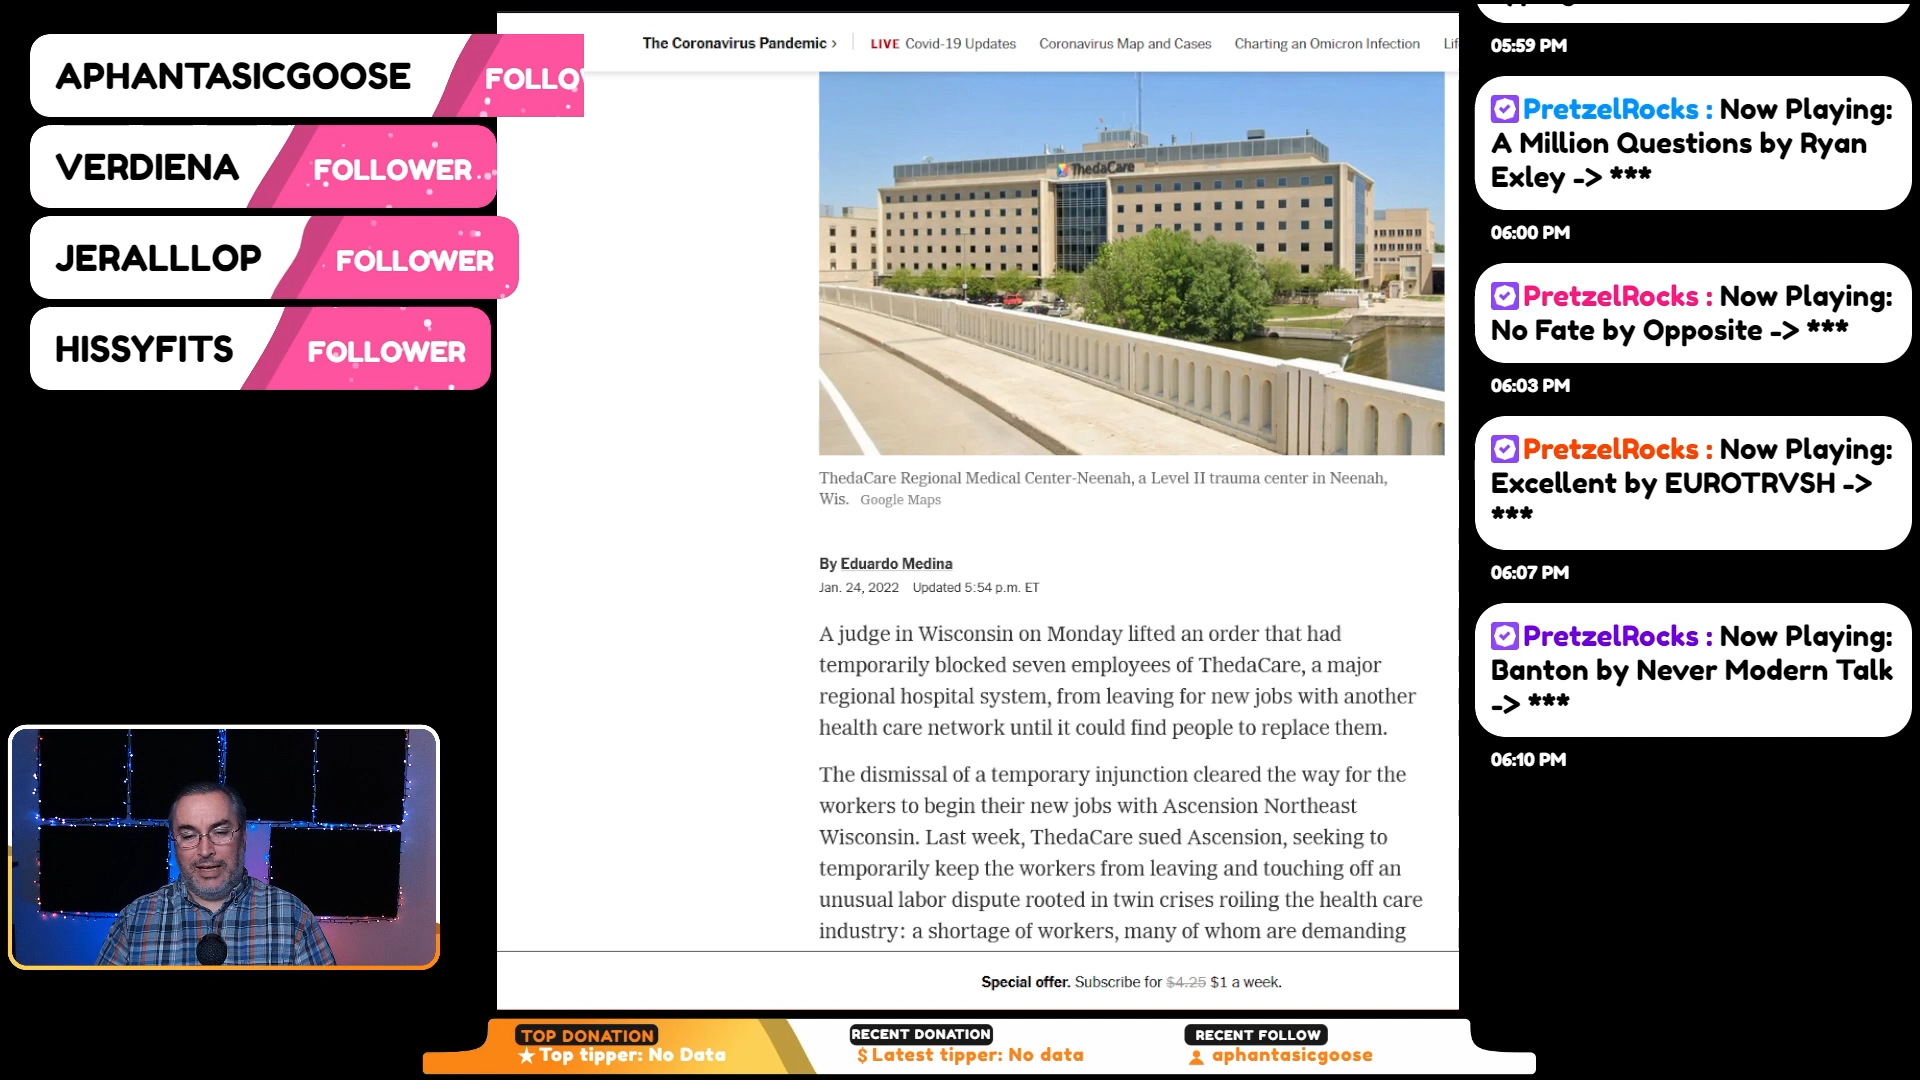 APHANTASICGOOSE
VERDIENA
FOLLOWER
JERALLLOP
FOLLOWER
HISSYFITS
FOLLOWER
The Coronavirus Pandemic ›
LIVE Covid-19 Updates
Coronavirus Map and Cases
Charting an Omicron Infection
ThedaCare
ThedaCare Regional Medical Center-Neenah, a Level II trauma center in Neenah,
Wis. Google Maps
By Eduardo Medina
Jan. 24, 2022 Updated 5:54 p.m. ET
A judge in Wisconsin on Monday lifted an order that had
temporarily blocked seven employees of ThedaCare, a major
regional hospital system, from leaving for new jobs with another
health care network until it could find people to replace them.
The dismissal of a temporary injunction cleared the way for the
workers to begin their new jobs with Ascension Northeast
Wisconsin. Last week, ThedaCare sued Ascension, seeking to
temporarily keep the workers from leaving and touching off an
unusual labor dispute rooted in twin crises roiling the health care
industry: a shortage of workers, many of whom are demanding
Special offer. Subscribe for $4.25 $1 a week.
05:59 PM
PretzelRocks : Now Playing:
A Million Questions by Ryan
Exley -> ***
06:00 PM
PretzelRocks : Now Playing:
No Fate by Opposite -> ***
06:03 PM
PretzelRocks : Now Playing:
Excellent by EUROTRVSH ->
***
06:07 PM
PretzelRocks : Now Playing:
Banton by Never Modern Talk
-> ***
06:10 PM
TOP DONATION
★ Top tipper: No Data
RECENT DONATION
$ Latest tipper: No data
RECENT FOLLOW
aphantasicgoose